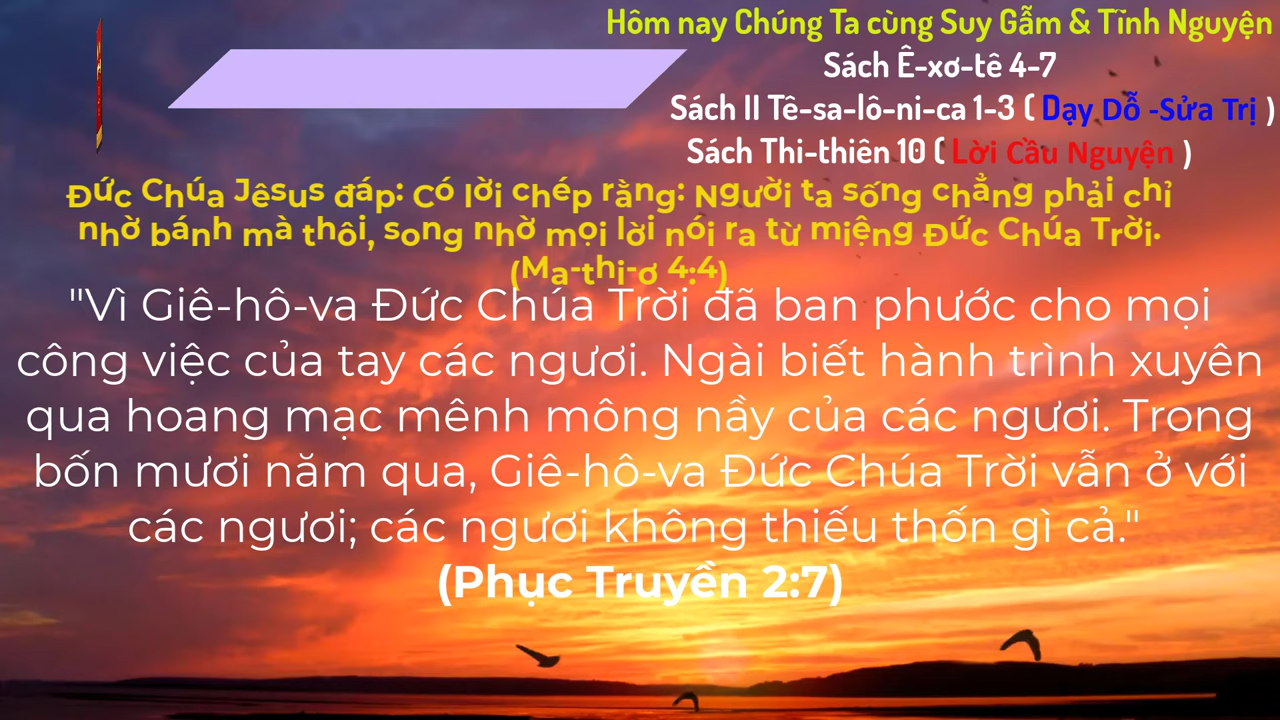 Hôm nay Chúng Ta cùng Suy Gẫm & Tĩnh Nguyện
Sách Ê-xơ-tê 4-7
Sách II Tê-sa-lô-ni-ca 1-3 ( Dạy Dỗ -Sửa Trị )
Sách Thi-thiên 10 ( Lời Cầu Nguyện )
Đức Chúa Jêsus đáp: Có lời chép rằng: Người ta sống chẳng phải chỉ
nhờ bánh mà thôi, song nhờ mọi lời nói ra từ miệng Đức Chúa Trời.
(Ma-thi-ơ 4:4)
"Vì Giê-hô-va Đức Chúa Trời đã ban phước cho mọi
công việc của tay các ngươi. Ngài biết hành trình xuyên
qua hoang mạc mênh mông nầy của các ngươi. Trong
bốn mươi năm qua, Giê-hô-va Đức Chúa Trời vẫn ở với
các ngươi; các ngươi không thiếu thốn gì cả."
(Phục Truyền 2:7)